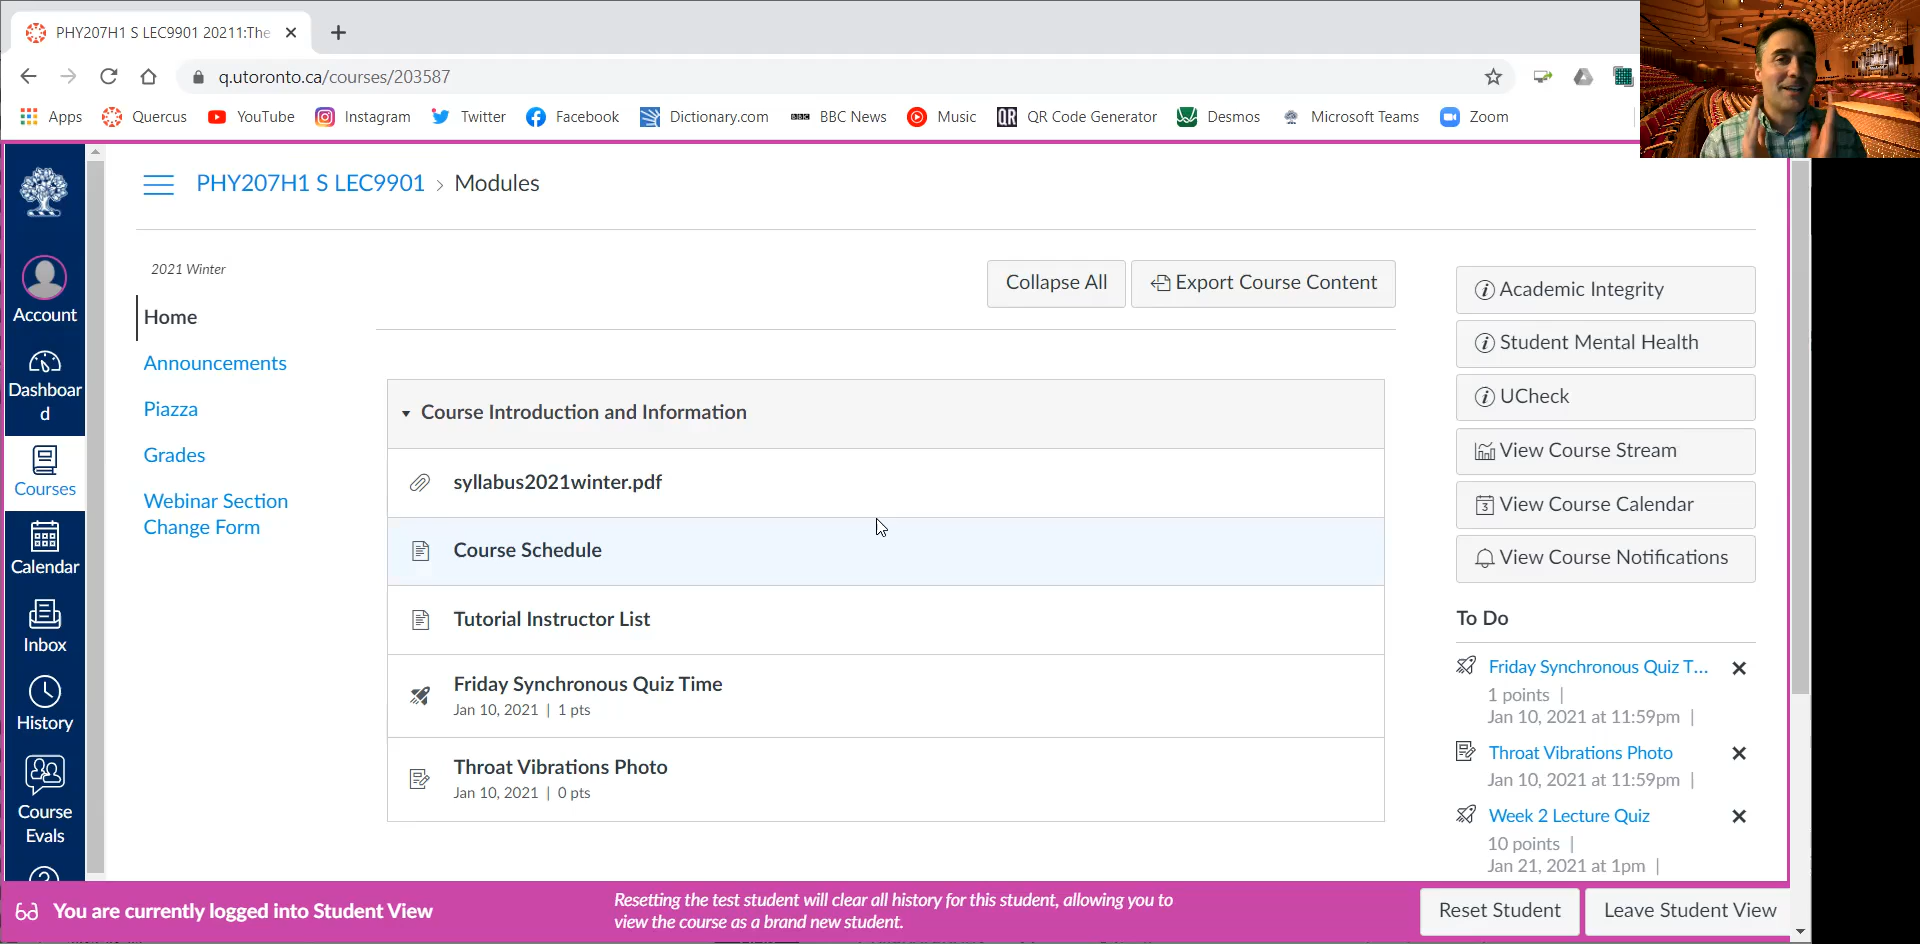 PHY207H1 S LEC9901 20211:The
q.utoronto.ca/courses/203587
Apps Quercus YouTube Instagram Twitter Facebook Dictionary.com BBC BBC News Music QR QR Code Generator Desmos Microsoft Teams Zoom
PHY207H1 S LEC9901 › Modules
Account
Dashboar
d
Courses
Calendar
Inbox
History
Course
Evals
2021 Winter
Home
Announcements
Piazza
Grades
Webinar Section
Change Form
Collapse All
Export Course Content
Course Introduction and Information
syllabus2021winter.pdf
Course Schedule
Tutorial Instructor List
Friday Synchronous Quiz Time
Jan 10, 2021 | 1 pts
Throat Vibrations Photo
Jan 10, 2021 | 0 pts
Academic Integrity
Student Mental Health
UCheck
View Course Stream
3 View Course Calendar
View Course Notifications
To Do
Friday Synchronous Quiz T...
1 points |
Jan 10, 2021 at 11:59pm |
Throat Vibrations Photo
Jan 10, 2021 at 11:59pm |
Week 2 Lecture Quiz
10 points |
Jan 21, 2021 at 1pm |
You are currently logged into Student View
Resetting the test student will clear all history for this student, allowing you to
view the course as a brand new student.
Reset Student
Leave Student View